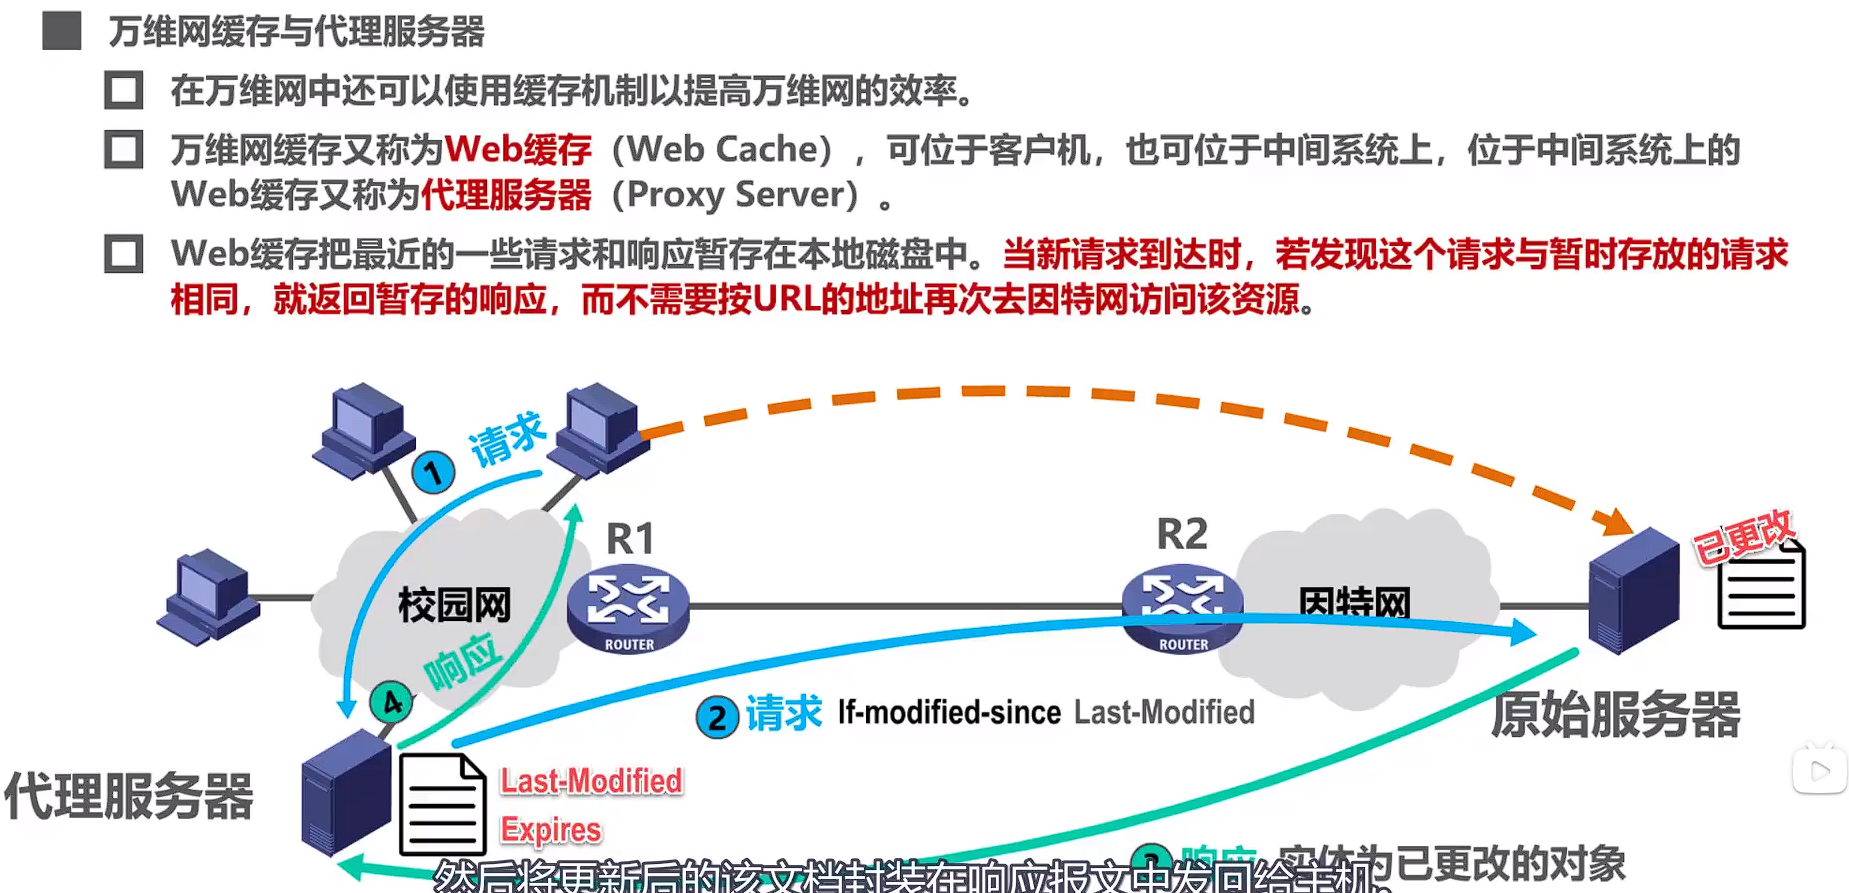 万维网缓存与代理服务器
在万维网中还可以使用缓存机制以提高万维网的效率。
万维网缓存又称为Web缓存（Web Cache），可位于客户机，也可位于中间系统上，位于中间系统上的
Web缓存又称为代理服务器（Proxy Server）。
Web缓存把最近的一些请求和响应暂存在本地磁盘中。当新请求到达时，若发现这个请求与暂时存放的请求
相同，就返回暂存的响应，而不需要按URL的地址再次去因特网访问该资源。
1 请求
R1
R2
已更改
校园网
因特网
ROUTER
ROUTER
4 响应
2 请求 If-modified-since Last-Modified
原始服务器
代理服务器
Last-Modified
Expires
3 响应 实体为已更改的对象
然后将更新后的该文档封装在响应报文中发回给主机。